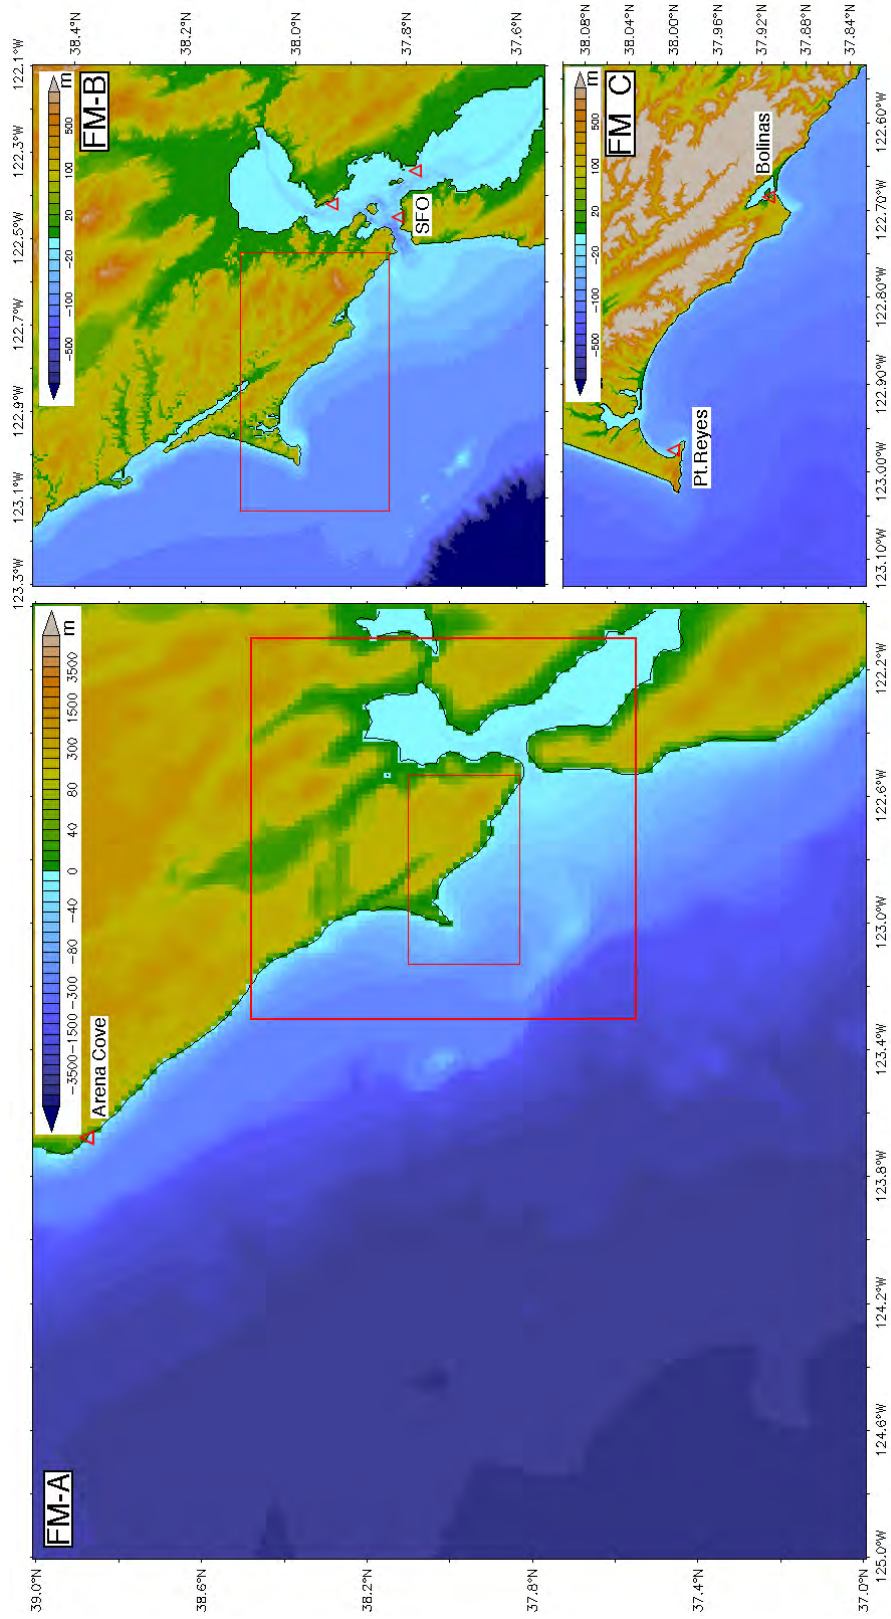 FM-A
−3500 −1500 −300 −80 −40 0 40 80 300 1500 3500 m
Arena Cove
39.0°N
38.6°N
38.2°N
37.8°N
37.4°N
37.0°N
125.0°W 124.6°W 124.2°W 123.8°W 123.4°W 123.0°W 122.6°W 122.2°W
123.3°W 123.1°W 122.9°W 122.7°W 122.5°W 122.3°W 122.1°W
−500 −100 −20 20 100 500 m
FM-B
SFO
38.4°N
38.2°N
38.0°N
37.8°N
37.6°N
−500 −100 −20 20 100 500 m
FM C
Pt.Reyes
Bolinas
38.08°N
38.04°N
38.00°N
37.96°N
37.92°N
37.88°N
37.84°N
123.10°W 123.00°W 122.90°W 122.80°W 122.70°W 122.60°W